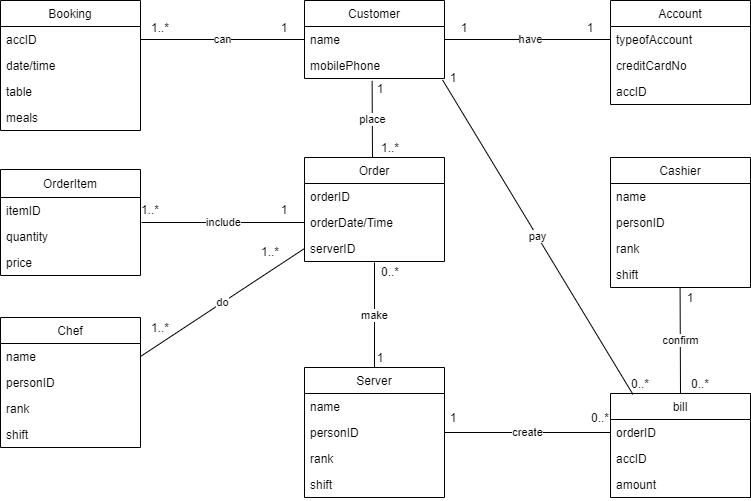 Booking
accID
date/time
table
meals
1..*
can
1
Customer
name
mobilePhone
1
have
1
Account
typeofAccount
creditCardNo
accID
1
place
1..*
1
pay
0..*
OrderItem
itemID
quantity
price
1..*
include
1
Order
orderID
orderDate/Time
serverID
Cashier
name
personID
rank
shift
1..*
do
1..*
0..*
make
1
1
confirm
0..*
Chef
name
personID
rank
shift
Server
name
personID
rank
shift
1
create
0..*
bill
orderID
accID
amount